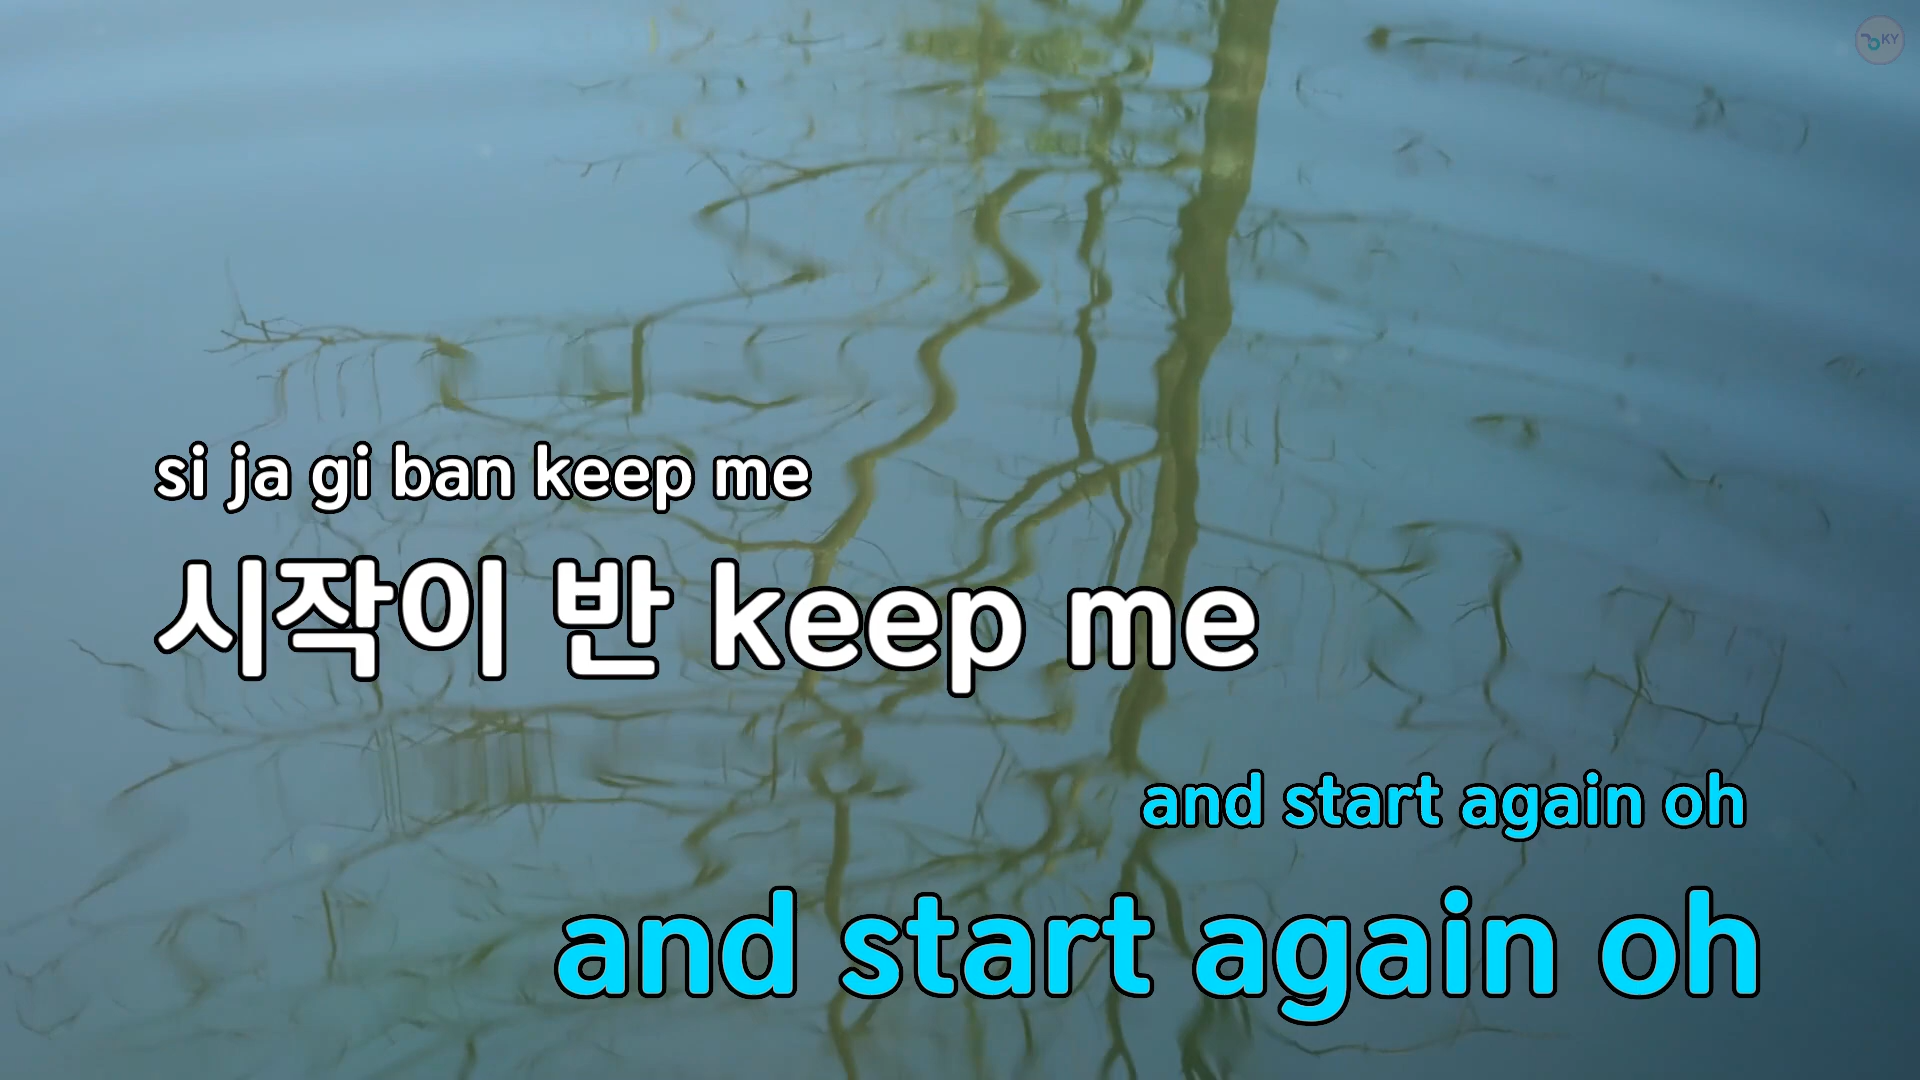 KY
si ja gi ban keep me
시작이 반 keep me
and start again oh
and start again oh